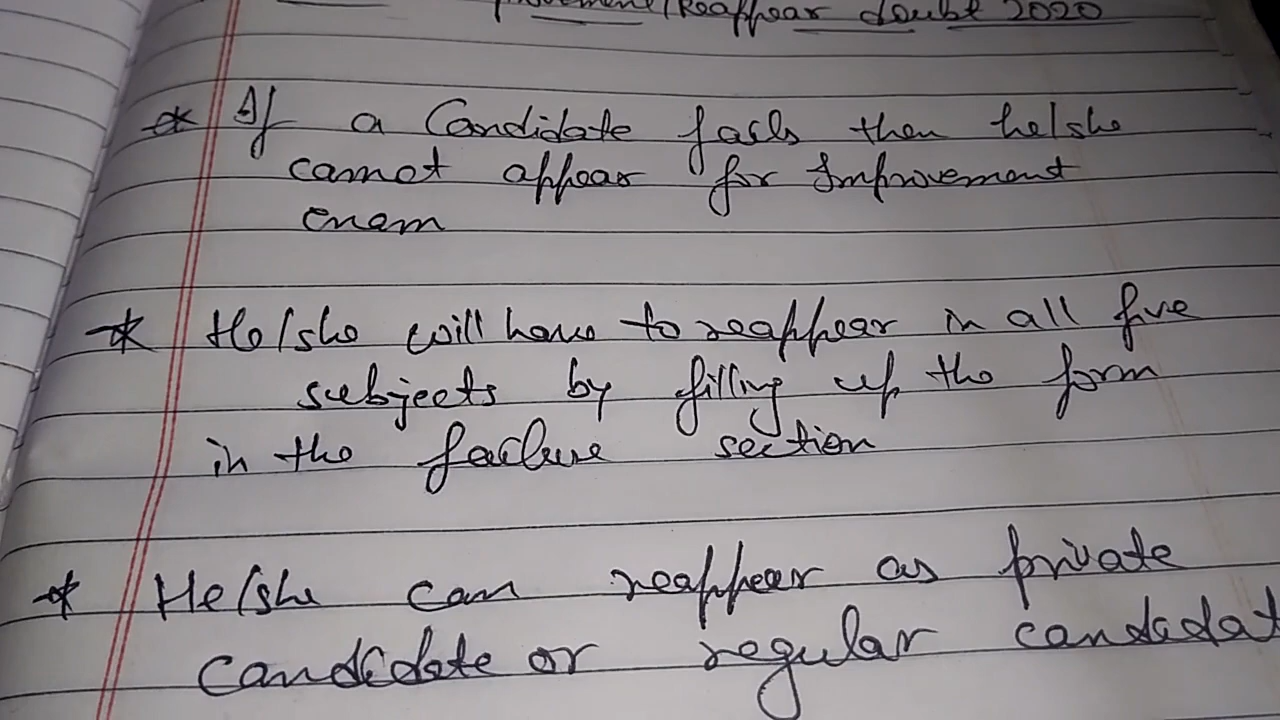 provement/Reappear doubt 2020
* If a Candidate fails then he/she
cannot appear for Improvement
exam
* He/she will have to reappear in all five
subjects by filling up the form
in the failure section
* He/she can reappear as private
candidate or regular candidat